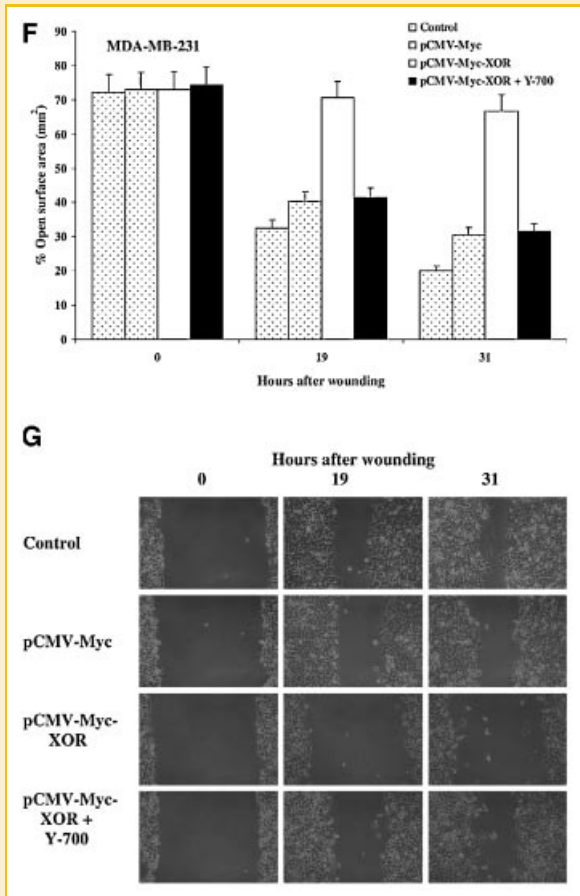 F
MDA-MB-231
Control
pCMV-Myc
pCMV-Myc-XOR
pCMV-Myc-XOR + Y-700
% Open surface area (mm²)
90
80
70
60
50
40
30
20
10
0
0 19 31
Hours after wounding
G
Hours after wounding
0 19 31
Control
pCMV-Myc
pCMV-Myc-
XOR
pCMV-Myc-
XOR +
Y-700